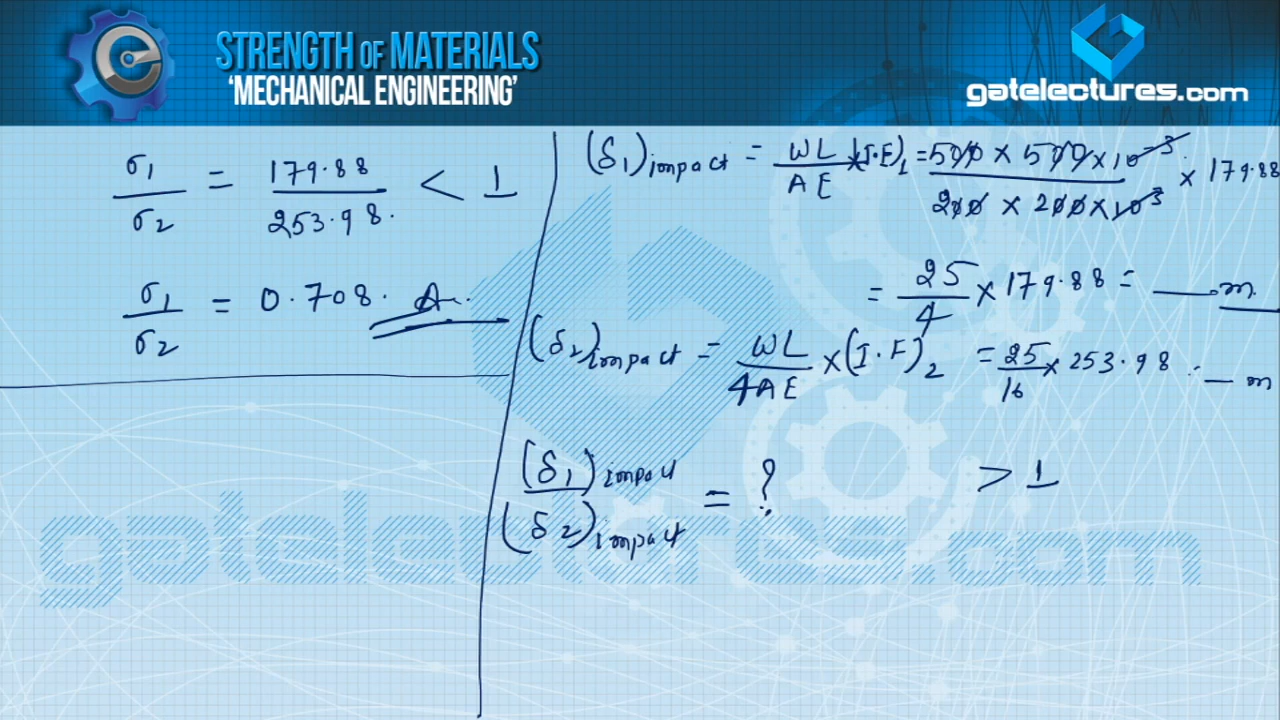 STRENGTH OF MATERIALS
'MECHANICAL ENGINEERING'
gatelectures.com
σ1/σ2 = 179.88/253.98. < 1
σ1/σ2 = 0.708. A
(δ1)impact = WL/AE × (I.F)1 = 500 × 500 × 10^-3 / 200 × 200 × 10^3 × 179.88
= 25/4 × 179.88 = __ m.
(δ2)impact = WL/4AE × (I.F)2 = 25/16 × 253.98 : __ m
(δ1)impact/(δ2)impact = ? > 1
gatelectures.com